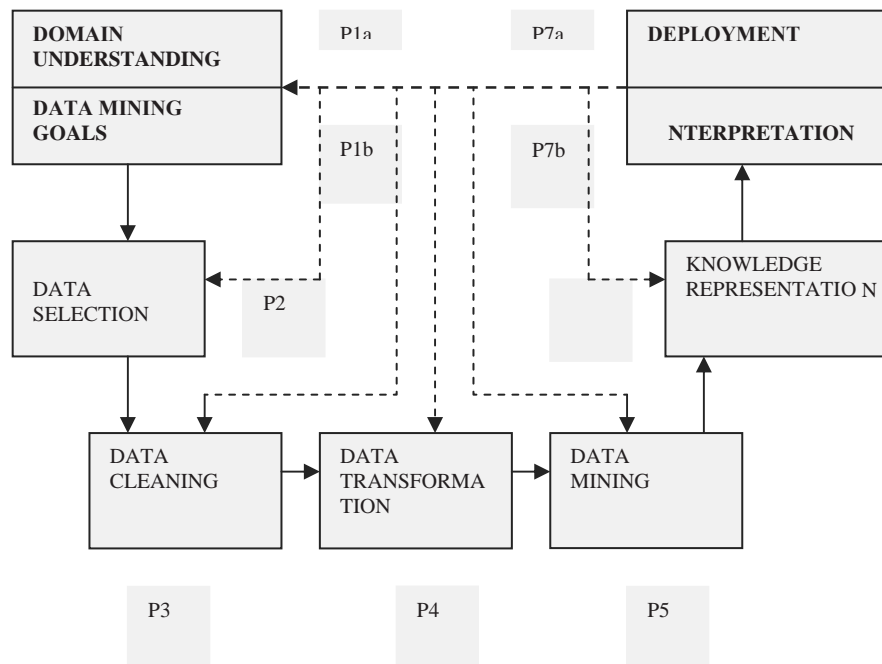 DOMAIN
UNDERSTANDING
P1a
P7a
DEPLOYMENT
DATA MINING
GOALS
P1b
P7b
NTERPRETATION
DATA
SELECTION
P2
KNOWLEDGE
REPRESENTATIO N
DATA
CLEANING
DATA
TRANSFORMA
TION
DATA
MINING
P3
P4
P5